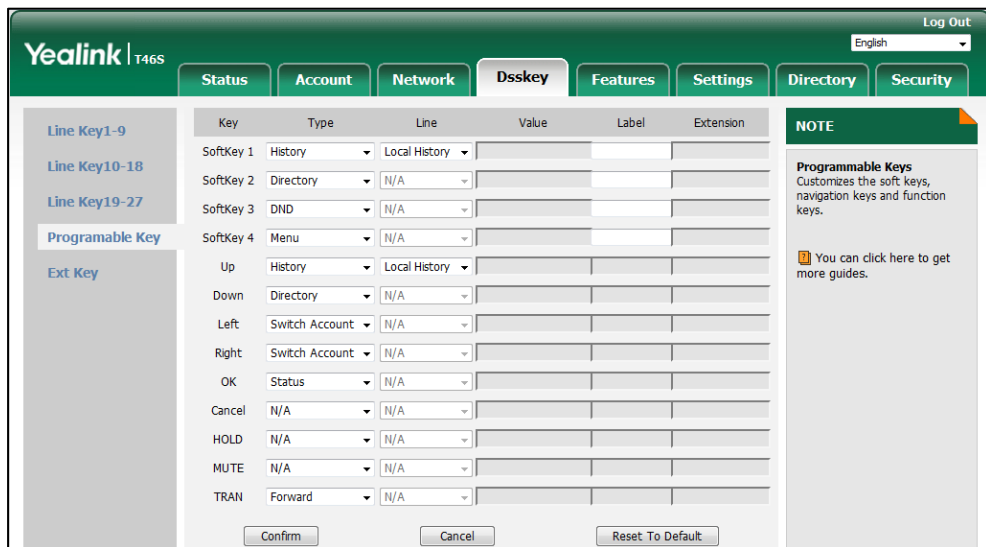 Log Out
Yealink | T46S
English
Status Account Network Dsskey Features Settings Directory Security
Line Key1-9
Line Key10-18
Line Key19-27
Programable Key
Ext Key
Key Type Line Value Label Extension
SoftKey 1 History Local History
SoftKey 2 Directory N/A
SoftKey 3 DND N/A
SoftKey 4 Menu N/A
Up History Local History
Down Directory N/A
Left Switch Account N/A
Right Switch Account N/A
OK Status N/A
Cancel N/A N/A
HOLD N/A N/A
MUTE N/A N/A
TRAN Forward N/A
Confirm Cancel Reset To Default
NOTE
Programmable Keys
Customizes the soft keys,
navigation keys and function
keys.
? You can click here to get
more guides.